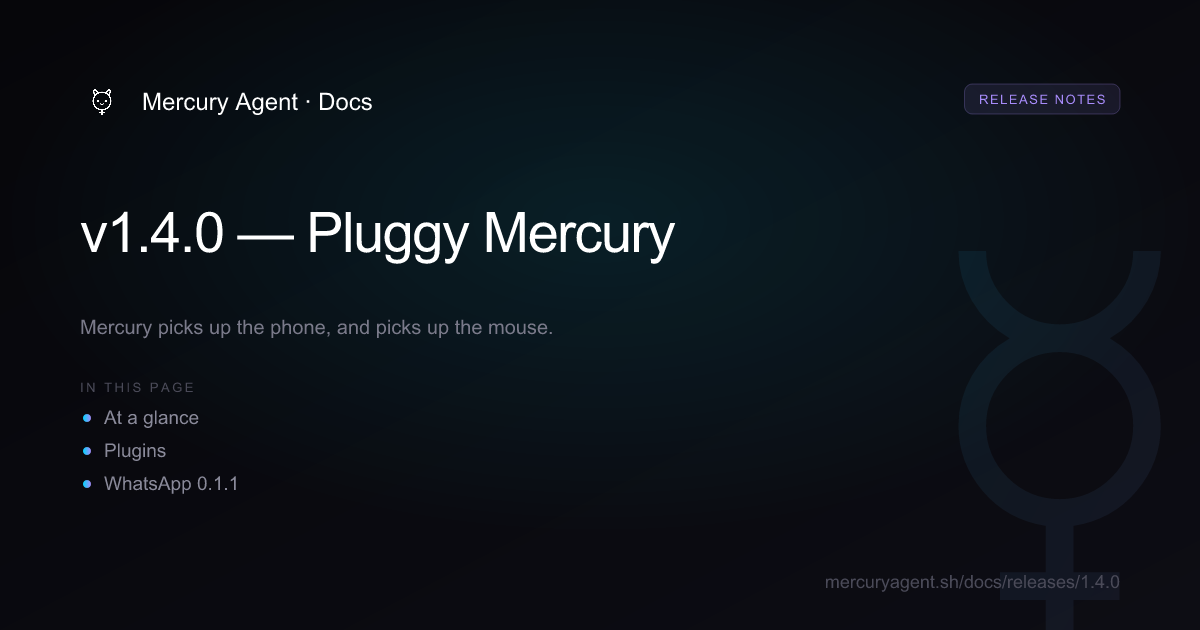 Mercury Agent · Docs
RELEASE NOTES
v1.4.0 — Pluggy Mercury
Mercury picks up the phone, and picks up the mouse.
IN THIS PAGE
At a glance
Plugins
WhatsApp 0.1.1
mercuryagent.sh/docs/releases/1.4.0